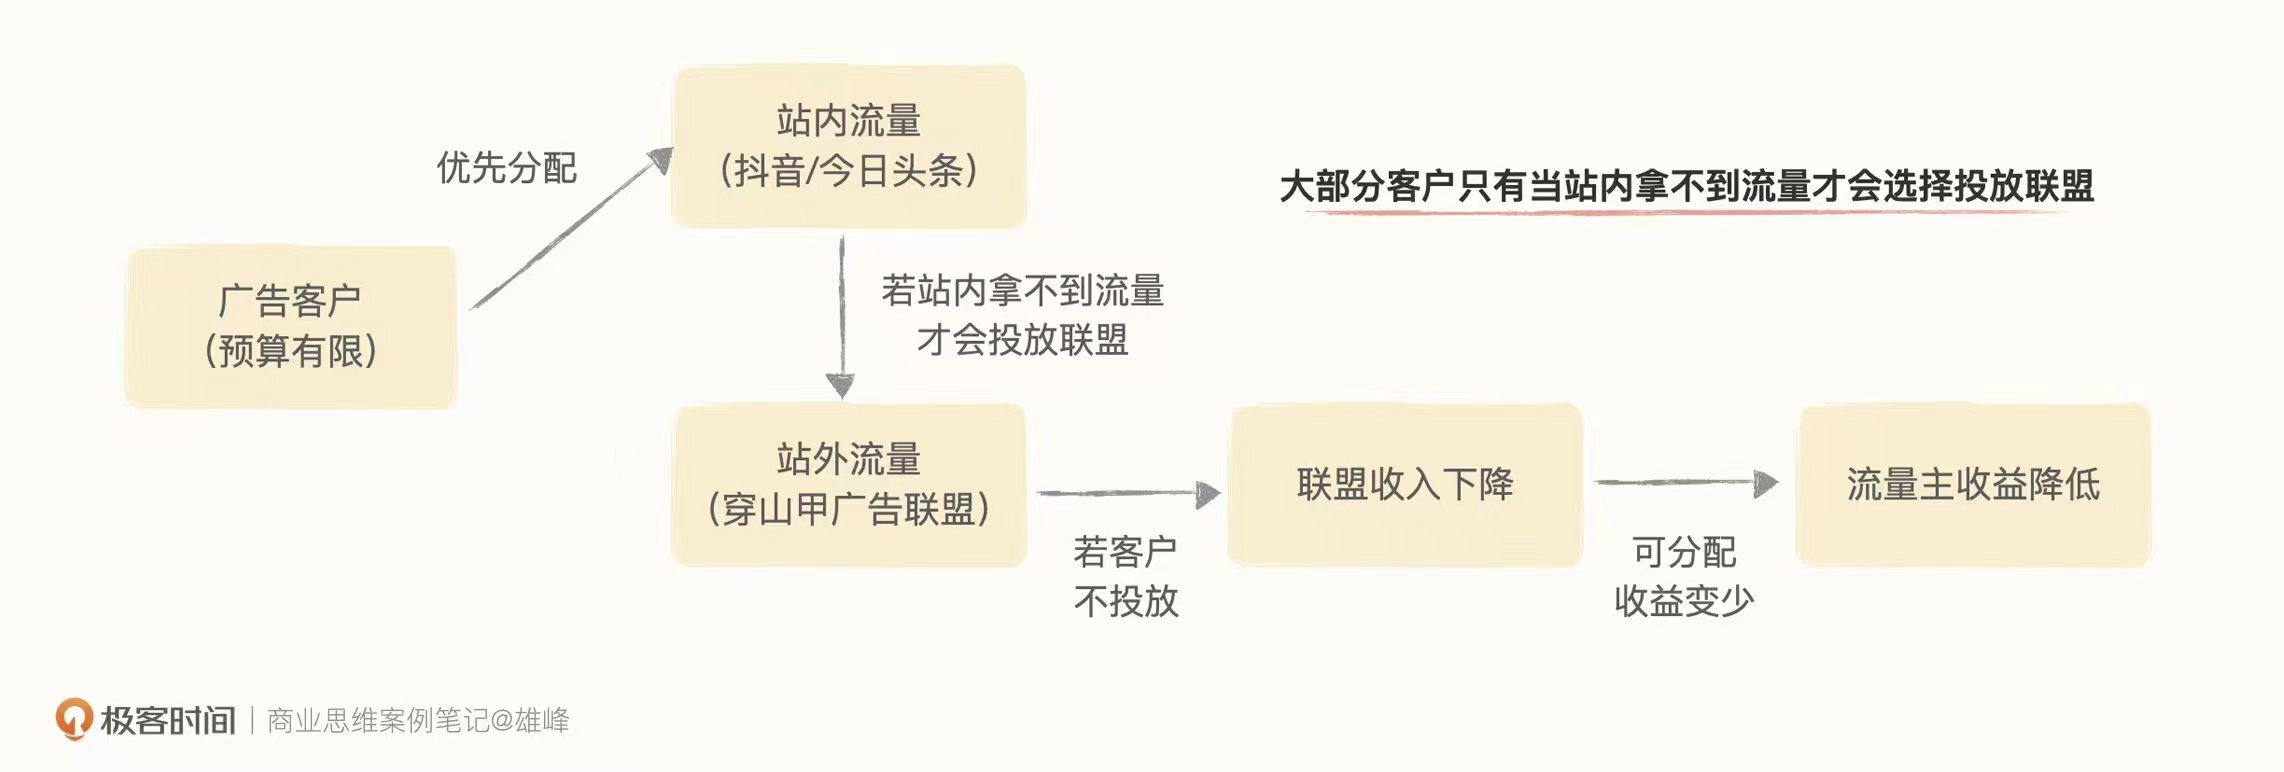 站内流量
（抖音/今日头条）
优先分配
大部分客户只有当站内拿不到流量才会选择投放联盟
广告客户
（预算有限）
若站内拿不到流量
才会投放联盟
站外流量
（穿山甲广告联盟）
联盟收入下降
流量主收益降低
若客户
不投放
可分配
收益变少
极客时间｜商业思维案例笔记@雄峰